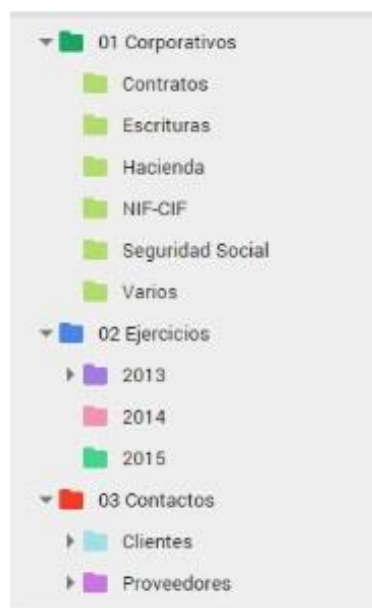 01 Corporativos
Contratos
Escrituras
Hacienda
NIF-CIF
Seguridad Social
Varios
02 Ejercicios
2013
2014
2015
03 Contactos
Clientes
Proveedores